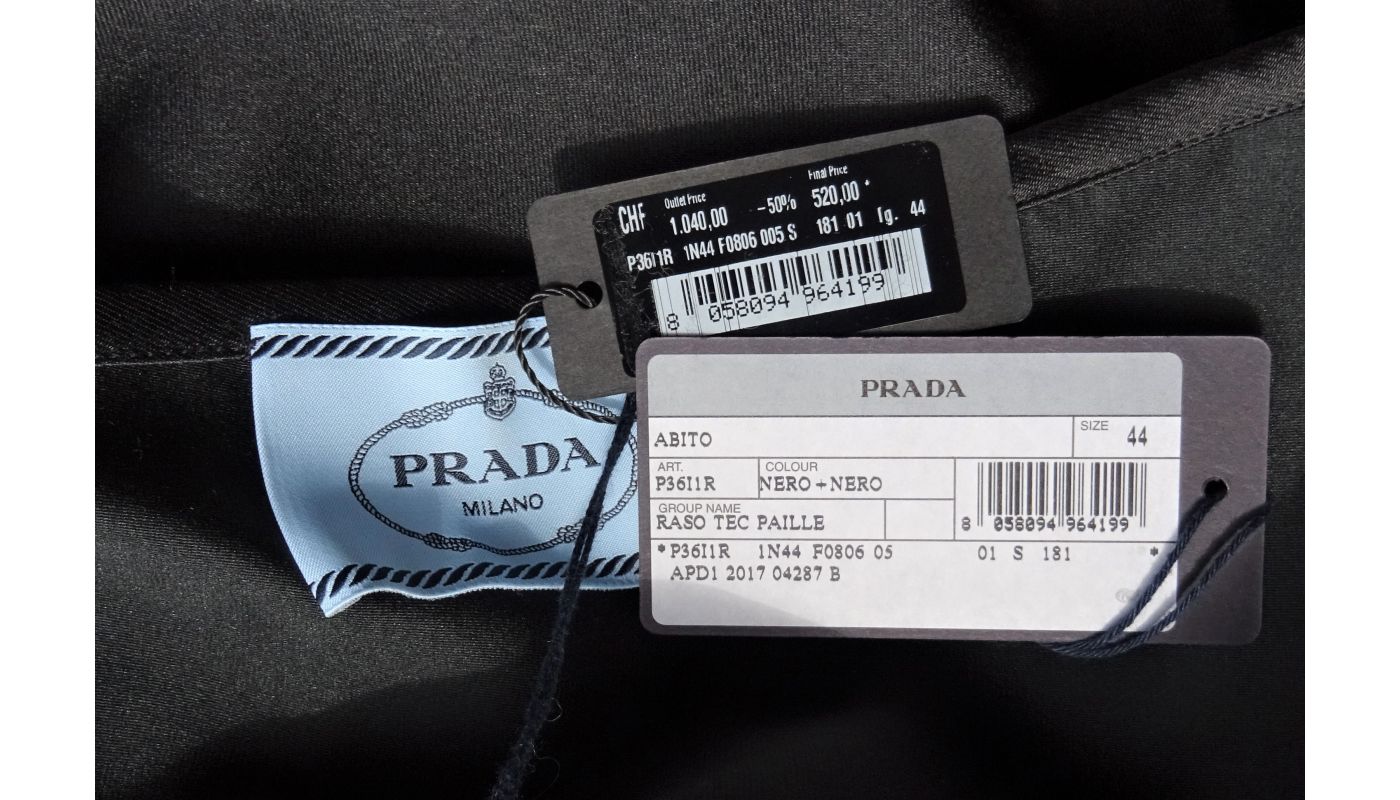 Outlet Price Final Price
CHF 1.040,00 -50% 520,00 *
P36I1R 1N44 F0806 005 S 181 01 Ig. 44
8 058094 964199
PRADA
MILANO
PRADA
ABITO SIZE 44
ART. COLOUR
P36I1R NERO+NERO
GROUP NAME
RASO TEC PAILLE
8 058094 964199
*P36I1R 1N44 F0806 05 01 S 181 *
APD1 2017 04287 B